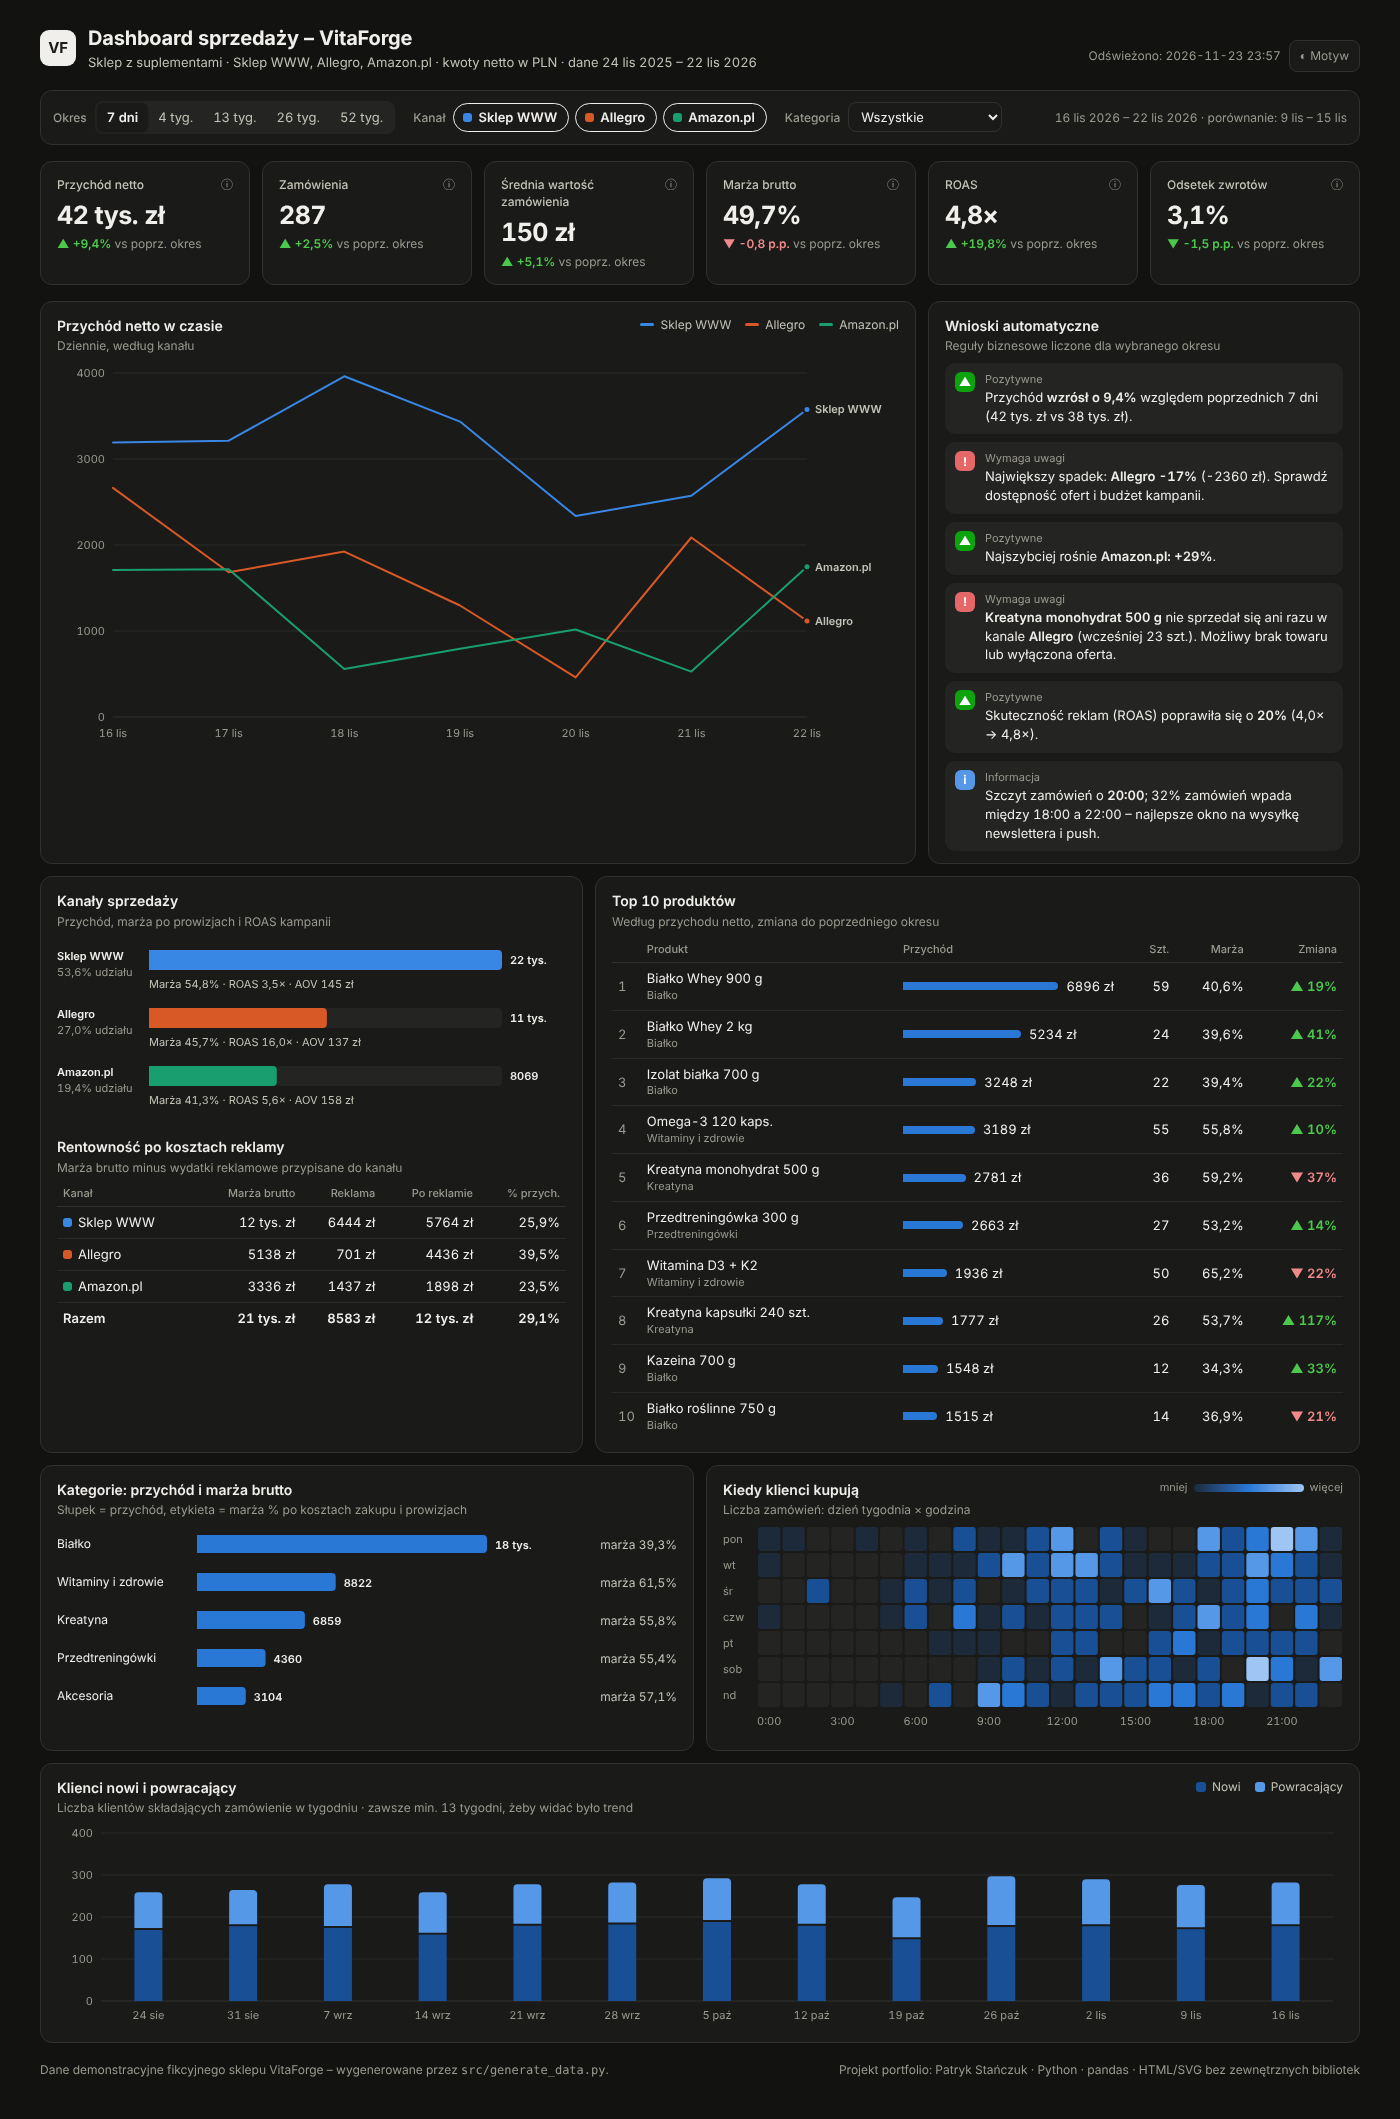 VF
Dashboard sprzedaży – VitaForge
Sklep z suplementami · Sklep WWW, Allegro, Amazon.pl · kwoty netto w PLN · dane 24 lis 2025 – 22 lis 2026
Odświeżono: 2026-11-23 23:57
Motyw
Okres 7 dni 4 tyg. 13 tyg. 26 tyg. 52 tyg. Kanał Sklep WWW Allegro Amazon.pl Kategoria Wszystkie 16 lis 2026 – 22 lis 2026 · porównanie: 9 lis – 15 lis
Przychód netto ⓘ
42 tys. zł
▲ +9,4% vs poprz. okres
Zamówienia ⓘ
287
▲ +2,5% vs poprz. okres
Średnia wartość ⓘ
zamówienia
150 zł
▲ +5,1% vs poprz. okres
Marża brutto ⓘ
49,7%
▼ -0,8 p.p. vs poprz. okres
ROAS ⓘ
4,8×
▲ +19,8% vs poprz. okres
Odsetek zwrotów ⓘ
3,1%
▼ -1,5 p.p. vs poprz. okres
Przychód netto w czasie
Dziennie, według kanału
Sklep WWW Allegro Amazon.pl
4000
3000
2000
1000
0
Sklep WWW
Amazon.pl
Allegro
16 lis 17 lis 18 lis 19 lis 20 lis 21 lis 22 lis
Wnioski automatyczne
Reguły biznesowe liczone dla wybranego okresu
▲ Pozytywne
Przychód wzrósł o 9,4% względem poprzednich 7 dni
(42 tys. zł vs 38 tys. zł).
! Wymaga uwagi
Największy spadek: Allegro -17% (-2360 zł). Sprawdź
dostępność ofert i budżet kampanii.
▲ Pozytywne
Najszybciej rośnie Amazon.pl: +29%.
! Wymaga uwagi
Kreatyna monohydrat 500 g nie sprzedał się ani razu w
kanale Allegro (wcześniej 23 szt.). Możliwy brak towaru
lub wyłączona oferta.
▲ Pozytywne
Skuteczność reklam (ROAS) poprawiła się o 20% (4,0×
→ 4,8×).
i Informacja
Szczyt zamówień o 20:00; 32% zamówień wpada
między 18:00 a 22:00 – najlepsze okno na wysyłkę
newslettera i push.
Kanały sprzedaży
Przychód, marża po prowizjach i ROAS kampanii
Sklep WWW
53,6% udziału
22 tys.
Marża 54,8% · ROAS 3,5× · AOV 145 zł
Allegro
27,0% udziału
11 tys.
Marża 45,7% · ROAS 16,0× · AOV 137 zł
Amazon.pl
19,4% udziału
8069
Marża 41,3% · ROAS 5,6× · AOV 158 zł
Rentowność po kosztach reklamy
Marża brutto minus wydatki reklamowe przypisane do kanału
Kanał Marża brutto Reklama Po reklamie % przych.
Sklep WWW 12 tys. zł 6444 zł 5764 zł 25,9%
Allegro 5138 zł 701 zł 4436 zł 39,5%
Amazon.pl 3336 zł 1437 zł 1898 zł 23,5%
Razem 21 tys. zł 8583 zł 12 tys. zł 29,1%
Top 10 produktów
Według przychodu netto, zmiana do poprzedniego okresu
Produkt Przychód Szt. Marża Zmiana
1 Białko Whey 900 g 6896 zł 59 40,6% ▲ 19%
Białko
2 Białko Whey 2 kg 5234 zł 24 39,6% ▲ 41%
Białko
3 Izolat białka 700 g 3248 zł 22 39,4% ▲ 22%
Białko
4 Omega-3 120 kaps. 3189 zł 55 55,8% ▲ 10%
Witaminy i zdrowie
5 Kreatyna monohydrat 500 g 2781 zł 36 59,2% ▼ 37%
Kreatyna
6 Przedtreningówka 300 g 2663 zł 27 53,2% ▲ 14%
Przedtreningówki
7 Witamina D3 + K2 1936 zł 50 65,2% ▼ 22%
Witaminy i zdrowie
8 Kreatyna kapsułki 240 szt. 1777 zł 26 53,7% ▲ 117%
Kreatyna
9 Kazeina 700 g 1548 zł 12 34,3% ▲ 33%
Białko
10 Białko roślinne 750 g 1515 zł 14 36,9% ▼ 21%
Białko
Kategorie: przychód i marża brutto
Słupek = przychód, etykieta = marża % po kosztach zakupu i prowizjach
Białko 18 tys. marża 39,3%
Witaminy i zdrowie 8822 marża 61,5%
Kreatyna 6859 marża 55,8%
Przedtreningówki 4360 marża 55,4%
Akcesoria 3104 marża 57,1%
Kiedy klienci kupują
Liczba zamówień: dzień tygodnia × godzina
mniej więcej
pon
wt
śr
czw
pt
sob
nd
0:00 3:00 6:00 9:00 12:00 15:00 18:00 21:00
Klienci nowi i powracający
Liczba klientów składających zamówienie w tygodniu · zawsze min. 13 tygodni, żeby widać było trend
Nowi Powracający
400
300
200
100
0
24 sie 31 sie 7 wrz 14 wrz 21 wrz 28 wrz 5 paź 12 paź 19 paź 26 paź 2 lis 9 lis 16 lis
Dane demonstracyjne fikcyjnego sklepu VitaForge – wygenerowane przez src/generate_data.py.
Projekt portfolio: Patryk Stańczuk · Python · pandas · HTML/SVG bez zewnętrznych bibliotek